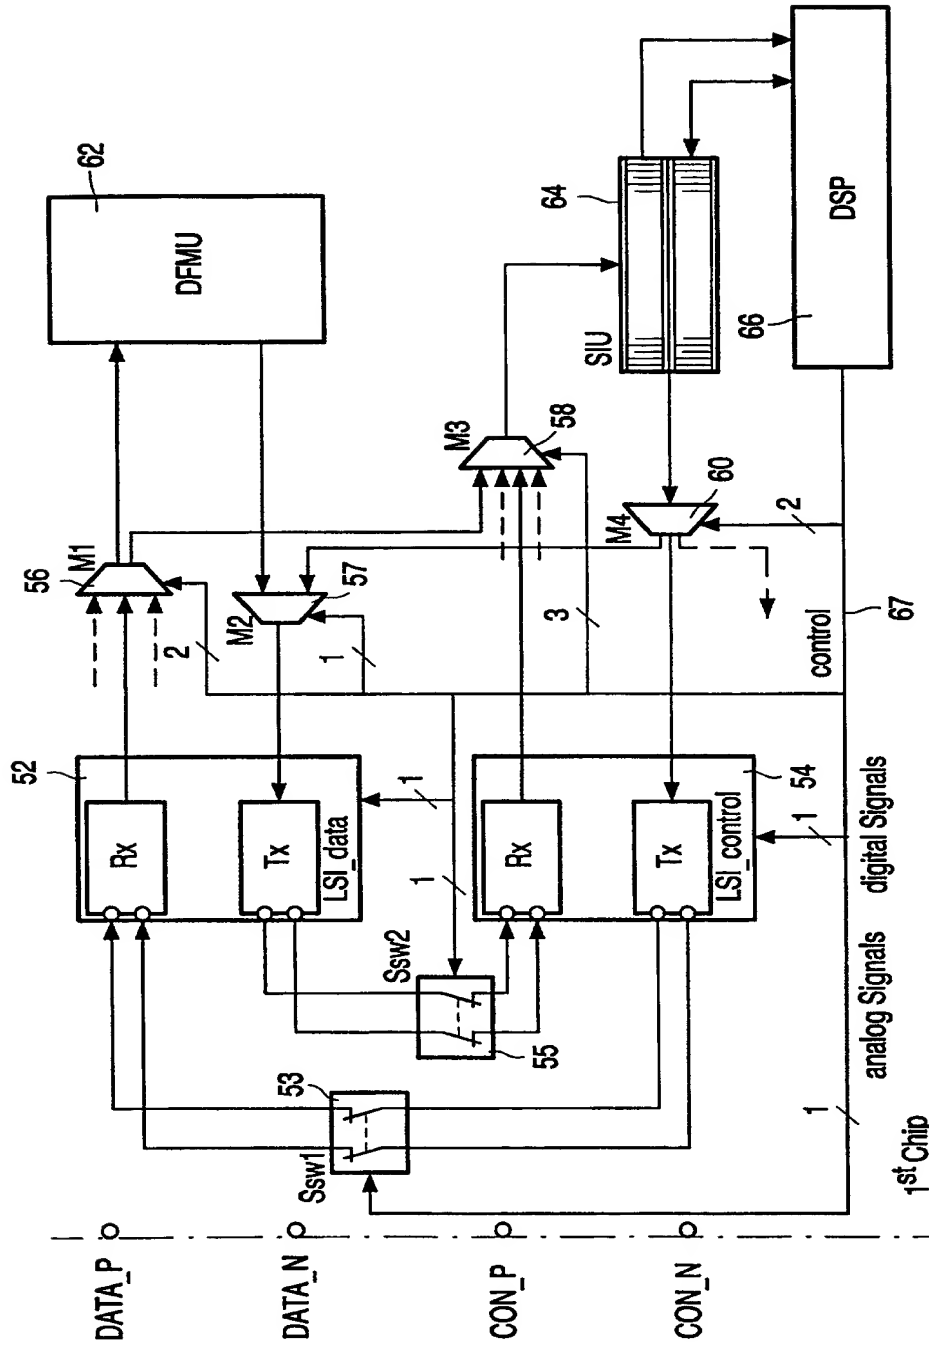 62
DFMU
64
SIU
66
DSP
M1
56
M2
57
M3
58
M4
60
2
1
3
2
control
67
52
Rx
Tx
LSI_data
1
1
Rx
Tx
LSI_control
54
1
digital Signals
analog Signals
Ssw2
55
53
Ssw1
1
1st Chip
DATA_P
DATA_N
CON_P
CON_N